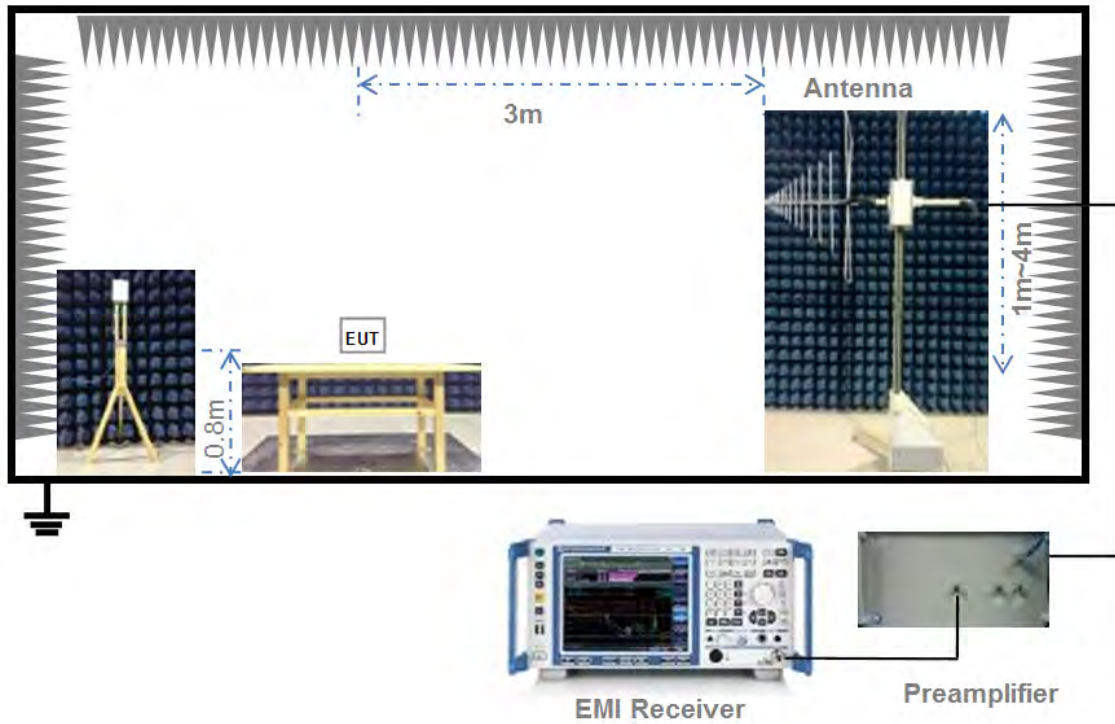 Antenna
3m
1m~4m
EUT
0.8m
EMI Receiver
Preamplifier